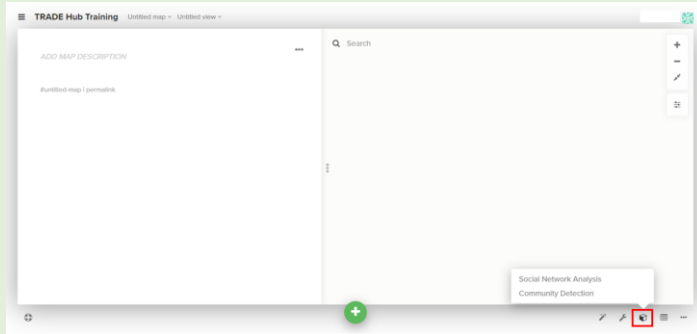 TRADE Hub Training Untitled map Untitled view
ADD MAP DESCRIPTION
#untitled-map | permalink
Search
Social Network Analysis
Community Detection